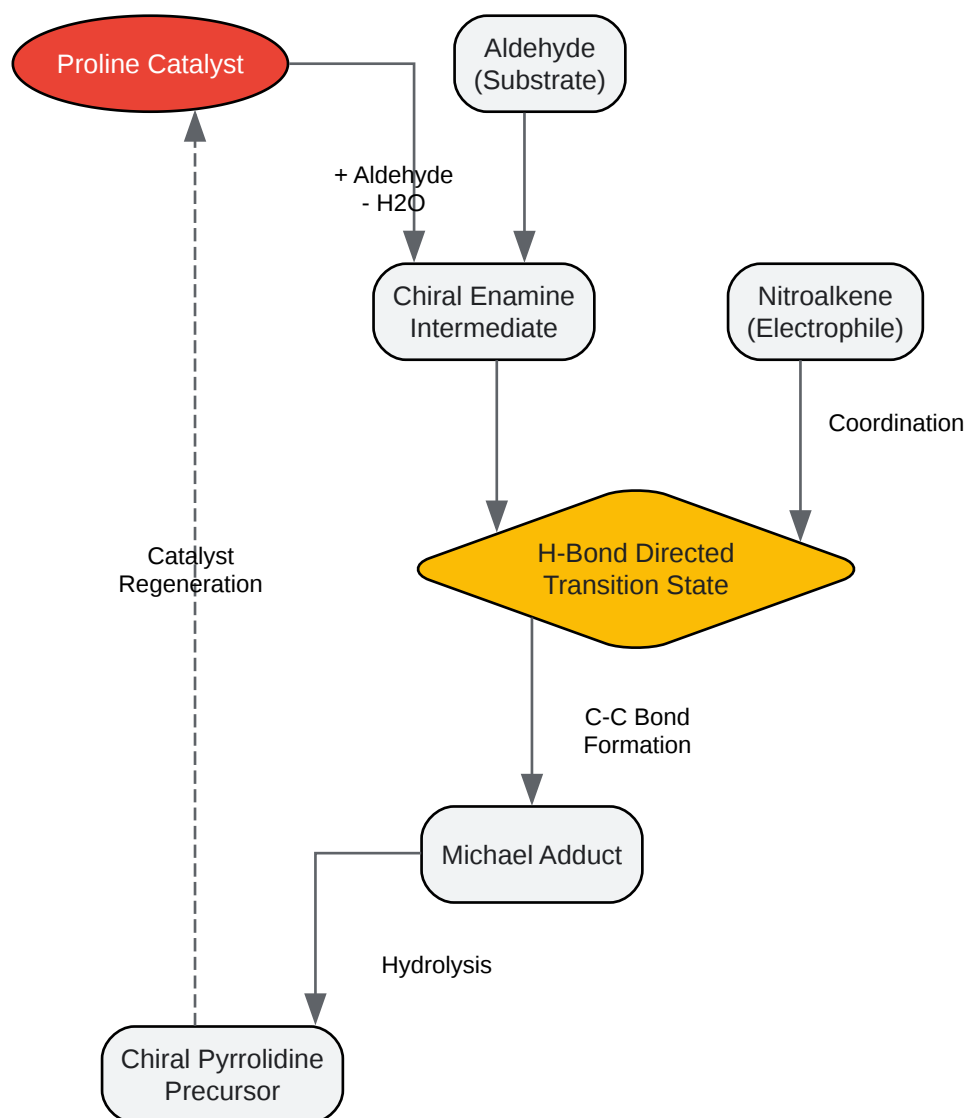 Proline Catalyst
Aldehyde
(Substrate)
+ Aldehyde
- H2O
Chiral Enamine
Intermediate
Nitroalkene
(Electrophile)
Coordination
H-Bond Directed
Transition State
Catalyst
Regeneration
C-C Bond
Formation
Michael Adduct
Hydrolysis
Chiral Pyrrolidine
Precursor